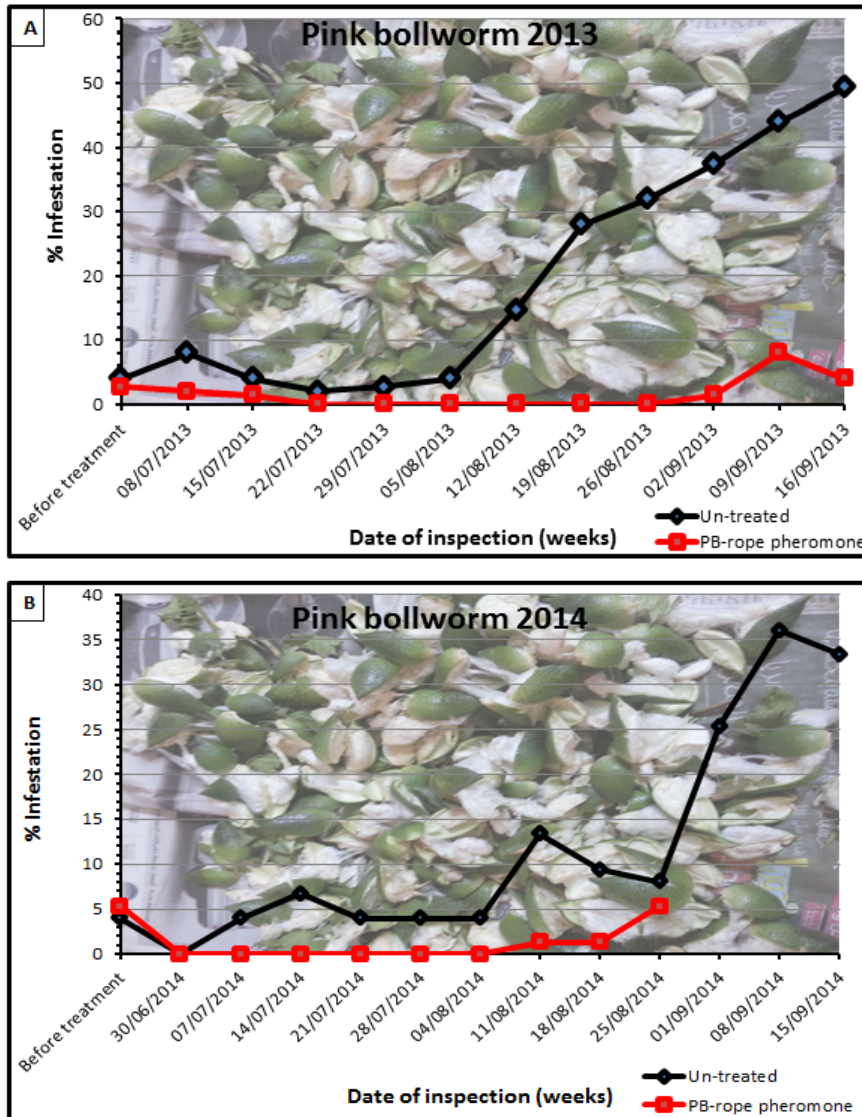 A
Pink bollworm 2013
60
50
40
30
20
10
0
% Infestation
Before treatment
08/07/2013
15/07/2013
22/07/2013
29/07/2013
05/08/2013
12/08/2013
19/08/2013
26/08/2013
02/09/2013
09/09/2013
16/09/2013
Date of inspection (weeks)
Un-treated
PB-rope pheromone
B
Pink bollworm 2014
40
35
30
25
20
15
10
5
0
% Infestation
Before treatment
30/06/2014
07/07/2014
14/07/2014
21/07/2014
28/07/2014
04/08/2014
11/08/2014
18/08/2014
25/08/2014
01/09/2014
08/09/2014
15/09/2014
Date of inspection (weeks)
Un-treated
PB-rope pheromone